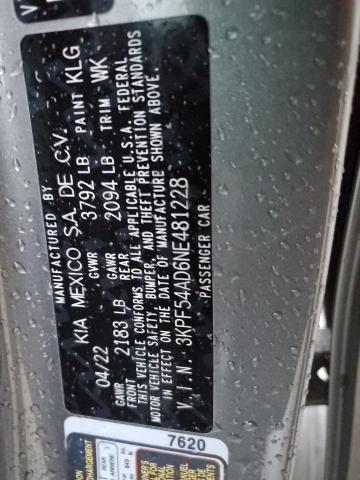 MANUFACTURED BY
KIA MEXICO S.A. DE C.V.
GVWR 3792 LB PAINT KLG
04/22 GAWR 2094 LB TRIM WK
GAWR 2183 LB REAR
FRONT
THIS VEHICLE CONFORMS TO ALL APPLICABLE U.S.A. FEDERAL
MOTOR VEHICLE SAFETY, BUMPER, AND THEFT PREVENTION STANDARDS
IN EFFECT ON THE DATE OF MANUFACTURE SHOWN ABOVE.
V.I.N. 3KPF54AD6NE481228
PASSENGER CAR
7620
REAR